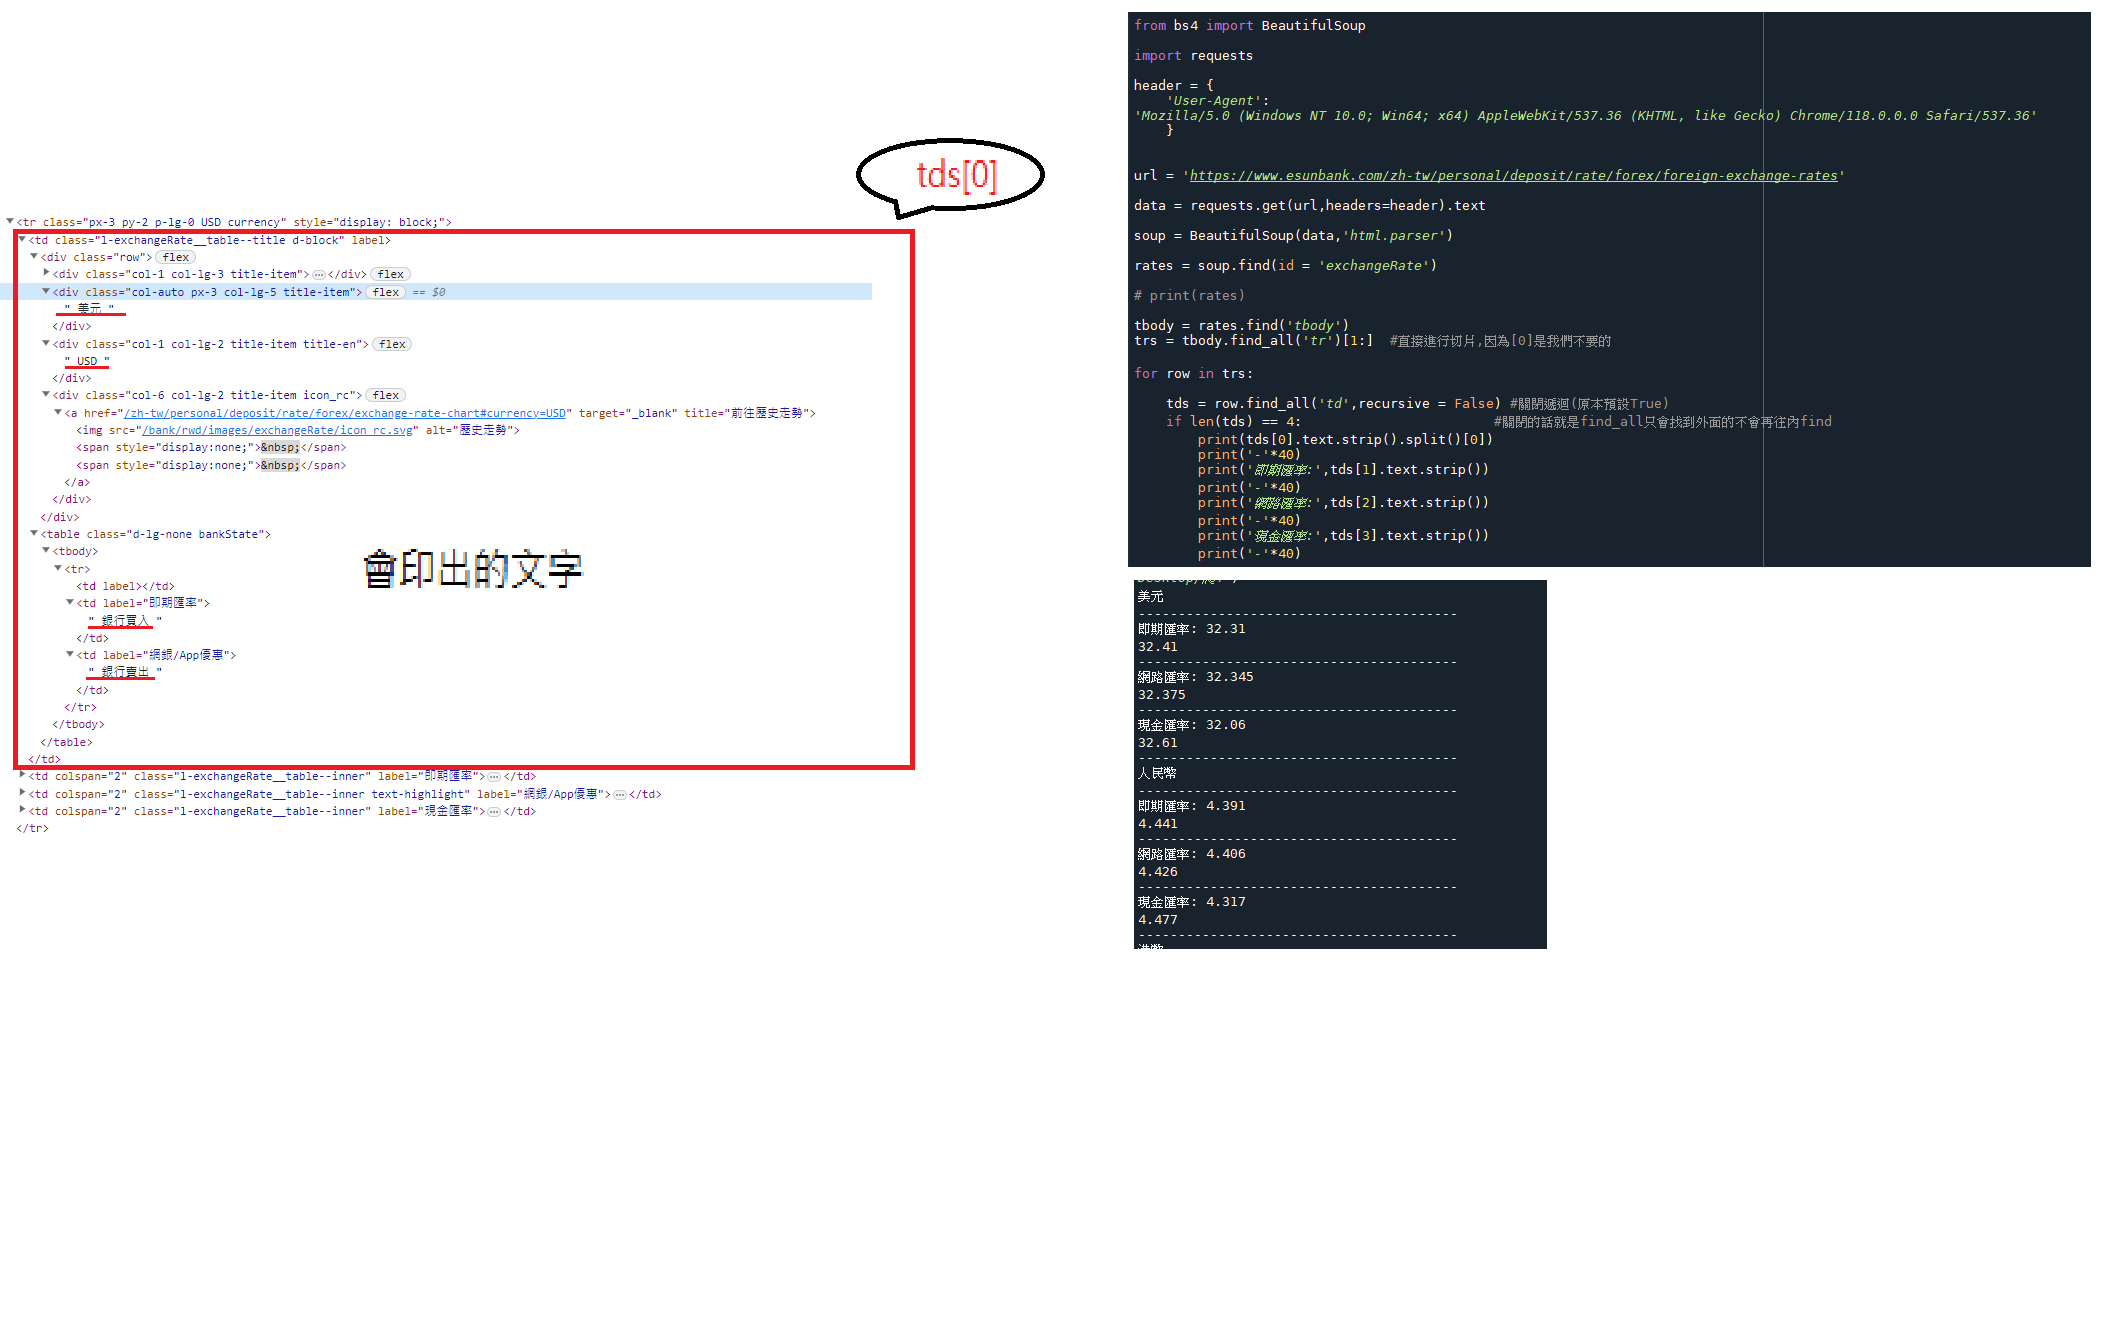 tds[0]
<tr class="px-3 py-2 p-lg-0 USD currency" style="display: block;">
<td class="l-exchangeRate__table--title d-block" label>
<div class="row"> flex
<div class="col-1 col-lg-3 title-item">⋯</div> flex
<div class="col-auto px-3 col-lg-5 title-item"> flex == $0
" 美元 "
</div>
<div class="col-1 col-lg-2 title-item title-en"> flex
" USD "
</div>
<div class="col-6 col-lg-2 title-item icon_rc"> flex
<a href="/zh-tw/personal/deposit/rate/forex/exchange-rate-chart#currency=USD" target="_blank" title="前往歷史走勢">
<img src="/bank/rwd/images/exchangeRate/icon_rc.svg" alt="歷史走勢">
<span style="display:none;">&nbsp;</span>
<span style="display:none;">&nbsp;</span>
</a>
</div>
</div>
<table class="d-lg-none bankState">
<tbody>
<tr>
<td label></td>
<td label="即期匯率">
" 銀行買入 "
</td>
<td label="網銀/App優惠">
" 銀行賣出 "
</td>
</tr>
</tbody>
</table>
</td>
會印出的文字
<td colspan="2" class="l-exchangeRate__table--inner" label="即期匯率">⋯</td>
<td colspan="2" class="l-exchangeRate__table--inner text-highlight" label="網銀/App優惠">⋯</td>
<td colspan="2" class="l-exchangeRate__table--inner" label="現金匯率">⋯</td>
</tr>
from bs4 import BeautifulSoup
import requests
header = {
'User-Agent':
'Mozilla/5.0 (Windows NT 10.0; Win64; x64) AppleWebKit/537.36 (KHTML, like Gecko) Chrome/118.0.0.0 Safari/537.36'
}
url = 'https://www.esunbank.com/zh-tw/personal/deposit/rate/forex/foreign-exchange-rates'
data = requests.get(url,headers=header).text
soup = BeautifulSoup(data,'html.parser')
rates = soup.find(id = 'exchangeRate')
# print(rates)
tbody = rates.find('tbody')
trs = tbody.find_all('tr')[1:]  #直接進行切片,因為[0]是我們不要的
for row in trs:
tds = row.find_all('td',recursive = False) #關閉遞迴(原本預設True)
if len(tds) == 4: #關閉的話就是find_all只會找到外面的不會再往內find
print(tds[0].text.strip().split()[0])
print('-'*40)
print('即期匯率:',tds[1].text.strip())
print('-'*40)
print('網路匯率:',tds[2].text.strip())
print('-'*40)
print('現金匯率:',tds[3].text.strip())
print('-'*40)
美元
----------------------------------------
即期匯率: 32.31
32.41
----------------------------------------
網路匯率: 32.345
32.375
----------------------------------------
現金匯率: 32.06
32.61
----------------------------------------
人民幣
----------------------------------------
即期匯率: 4.391
4.441
----------------------------------------
網路匯率: 4.406
4.426
----------------------------------------
現金匯率: 4.317
4.477
----------------------------------------